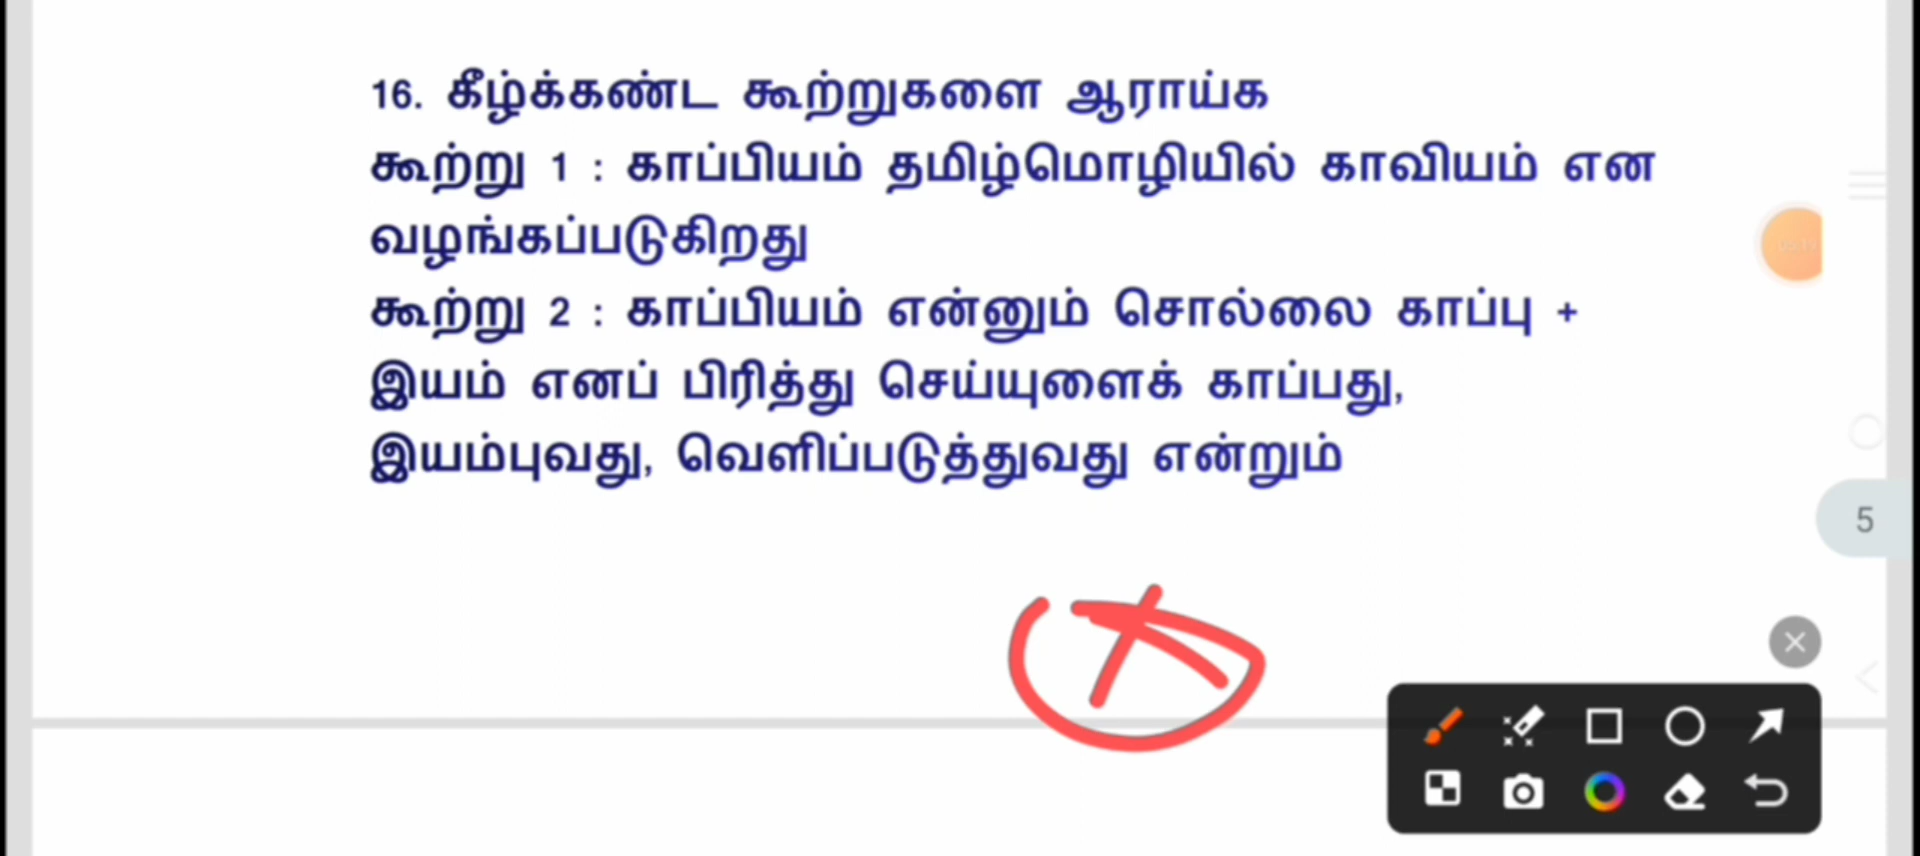 16. கீழ்க்கண்ட கூற்றுகளை ஆராய்க
கூற்று 1 : காப்பியம் தமிழ்மொழியில் காவியம் என
வழங்கப்படுகிறது
கூற்று 2 : காப்பியம் என்னும் சொல்லை காப்பு +
இயம் எனப் பிரித்து செய்யுளைக் காப்பது,
இயம்புவது, வெளிப்படுத்துவது என்றும்
5